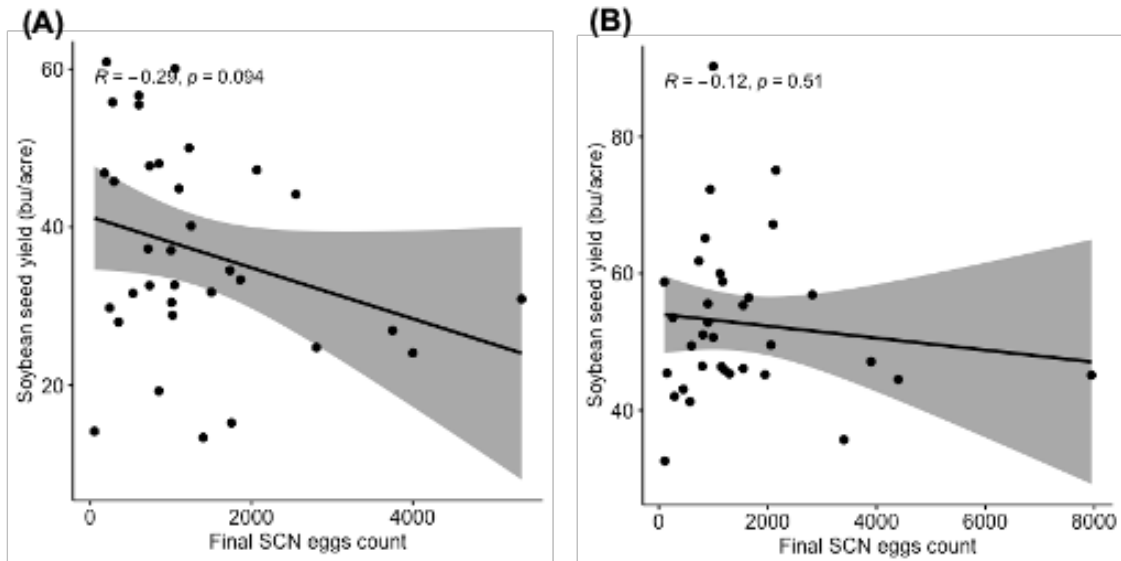 (A)
R = −0.29, p = 0.094
60
40
20
Soybean seed yield (bu/acre)
0 2000 4000
Final SCN eggs count
(B)
R = −0.12, p = 0.51
80
60
40
Soybean seed yield (bu/acre)
0 2000 4000 6000 8000
Final SCN eggs count